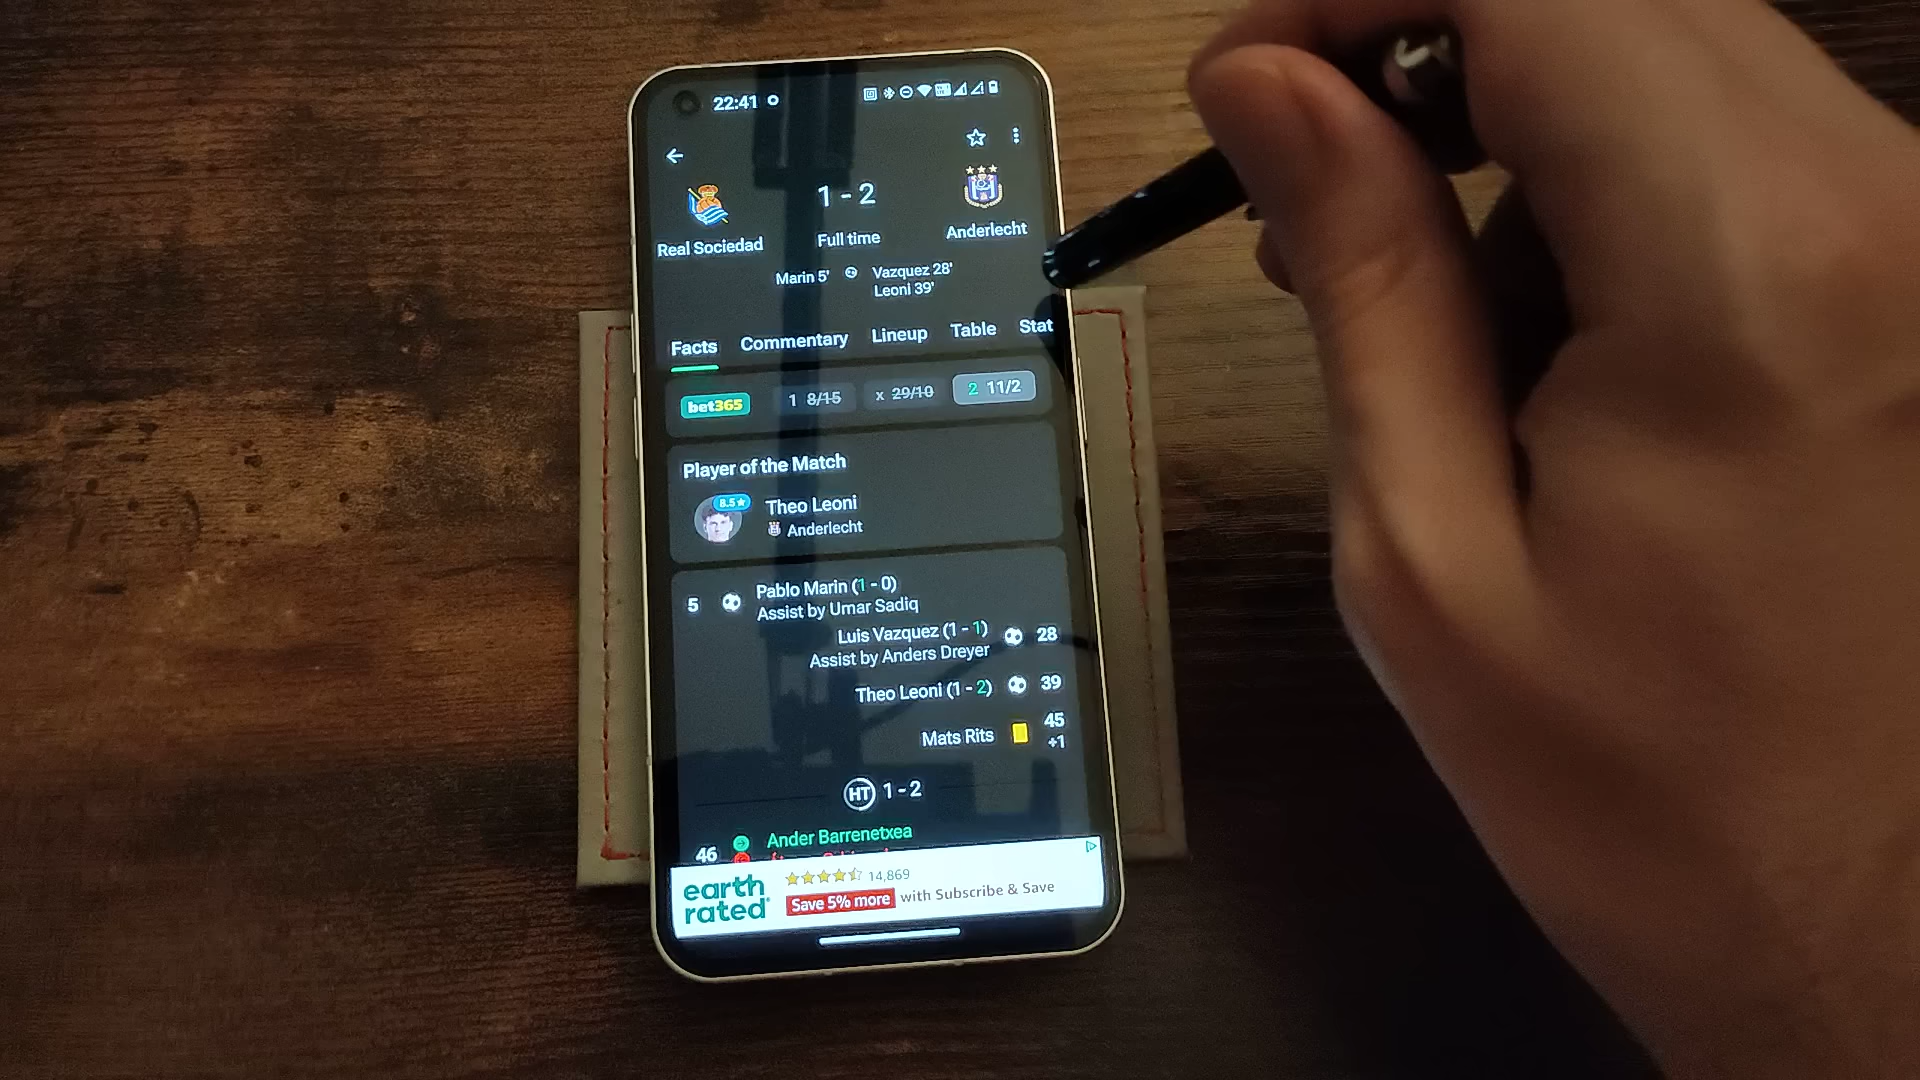 22:41
1 - 2
Real Sociedad
Full time
Anderlecht
Marin 5'
Vazquez 28'
Leoni 39'
Facts Commentary Lineup Table Stat
bet365 1 8/15 x 29/10 2 11/2
Player of the Match
8.5★
Theo Leoni
Anderlecht
5 Pablo Marin (1 - 0)
Assist by Umar Sadiq
Luis Vazquez (1 - 1) 28
Assist by Anders Dreyer
Theo Leoni (1 - 2) 39
Mats Rits 45
+1
HT 1 - 2
46 Ander Barrenetxea
earth
rated
14,869
Save 5% more with Subscribe & Save